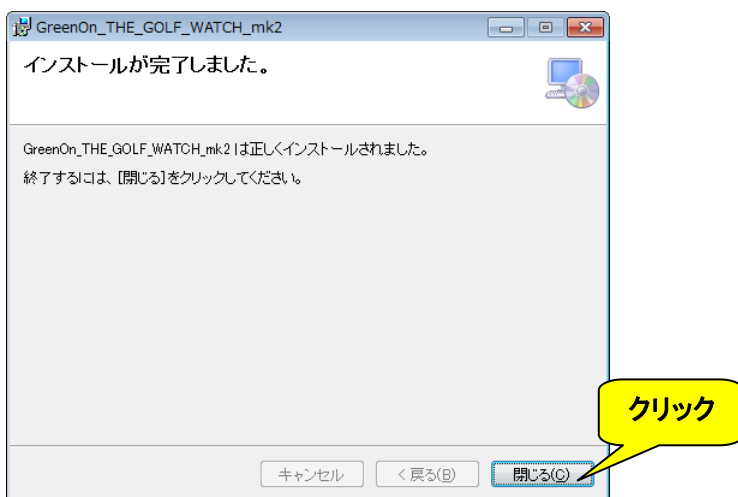 GreenOn_THE_GOLF_WATCH_mk2
インストールが完了しました。
GreenOn_THE_GOLF_WATCH_mk2 は正しくインストールされました。
終了するには、[閉じる]をクリックしてください。
クリック
キャンセル
< 戻る(B)
閉じる(C)